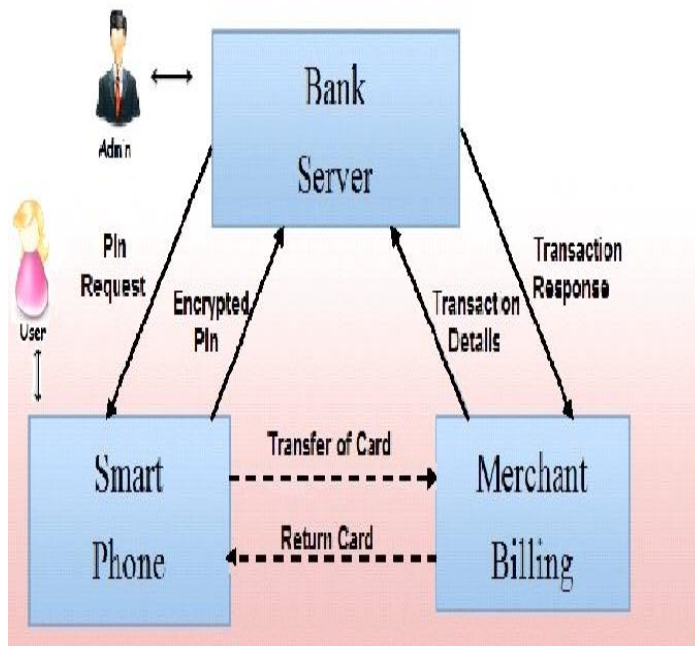 Bank
Server
Admin
User
Pin
Request
Encrypted
Pin
Transaction
Details
Transaction
Response
Smart
Phone
Transfer of Card
Return Card
Merchant
Billing